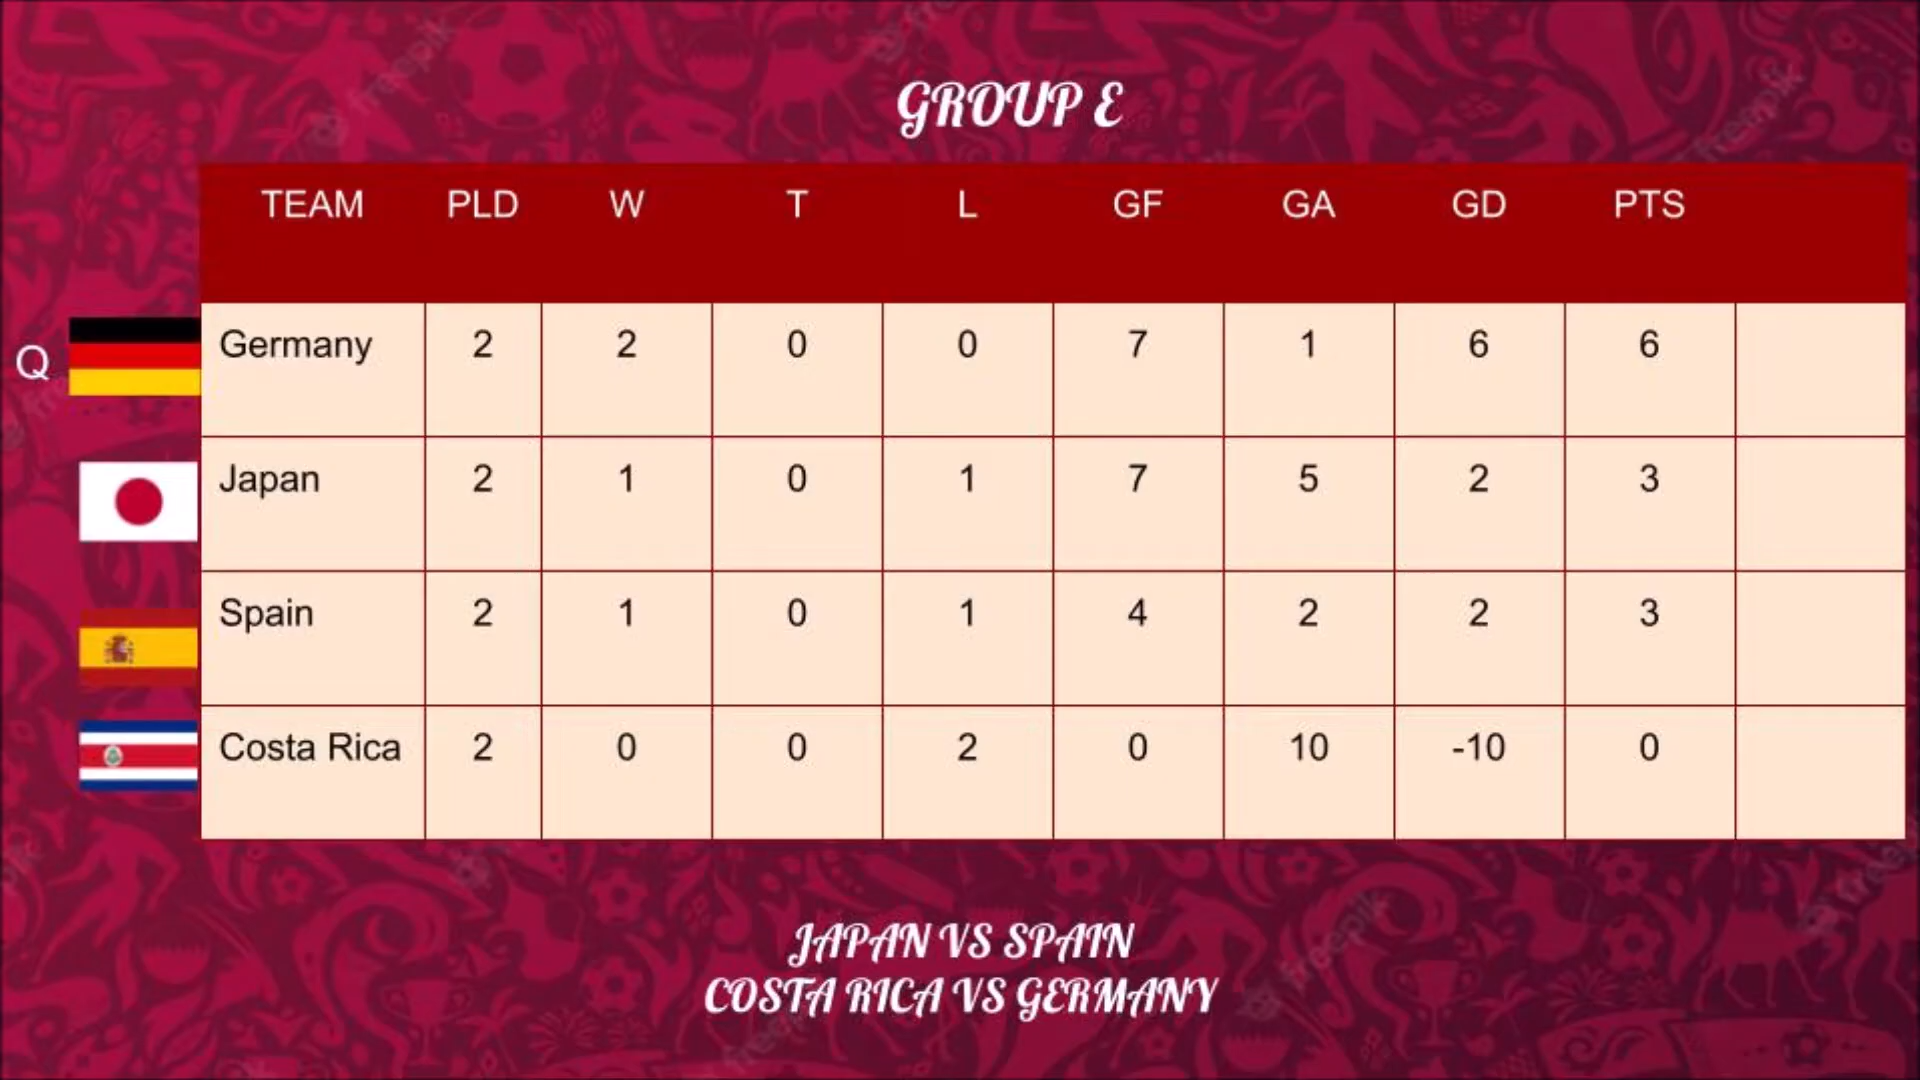 GROUP E
TEAM PLD W T L GF GA GD PTS
Q Germany 2 2 0 0 7 1 6 6
Japan 2 1 0 1 7 5 2 3
Spain 2 1 0 1 4 2 2 3
Costa Rica 2 0 0 2 0 10 -10 0
JAPAN VS SPAIN
COSTA RICA VS GERMANY
freepik